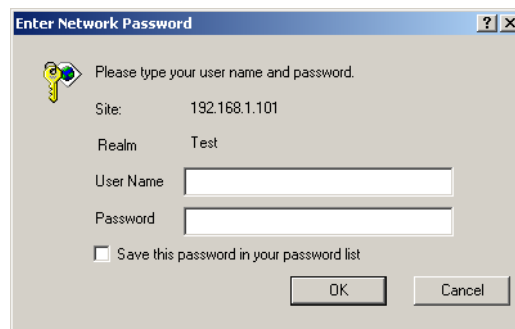 Enter Network Password
Please type your user name and password.
Site: 192.168.1.101
Realm Test
User Name
Password
Save this password in your password list
OK Cancel